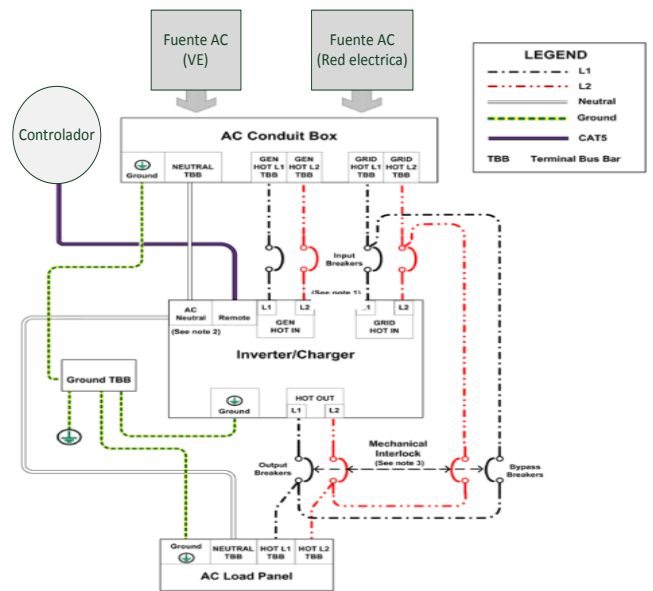 Fuente AC
(VE)
Fuente AC
(Red electrica)
LEGEND
L1
L2
Neutral
Ground
CAT5
TBB Terminal Bus Bar
Controlador
AC Conduit Box
Ground
NEUTRAL
TBB
GEN
HOT L1
TBB
GEN
HOT L2
TBB
GRID
HOT L1
TBB
GRID
HOT L2
TBB
Input
Breakers
(See note 1)
AC
Neutral
Remote
L1
L2
L1
L2
(See note 2)
GEN
HOT IN
GRID
HOT IN
Inverter/Charger
Ground TBB
Ground
HOT OUT
L1
L2
Mechanical
Interlock
(See note 3)
Output
Breakers
Bypass
Breakers
Ground
NEUTRAL
TBB
HOT L1
TBB
HOT L2
TBB
AC Load Panel